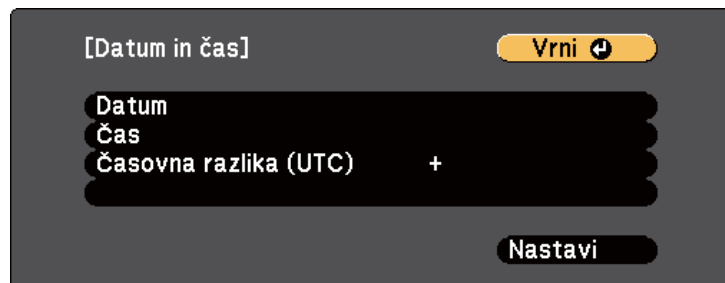 [Datum in čas]
Vrni
Datum
Čas
Časovna razlika (UTC) +
Nastavi